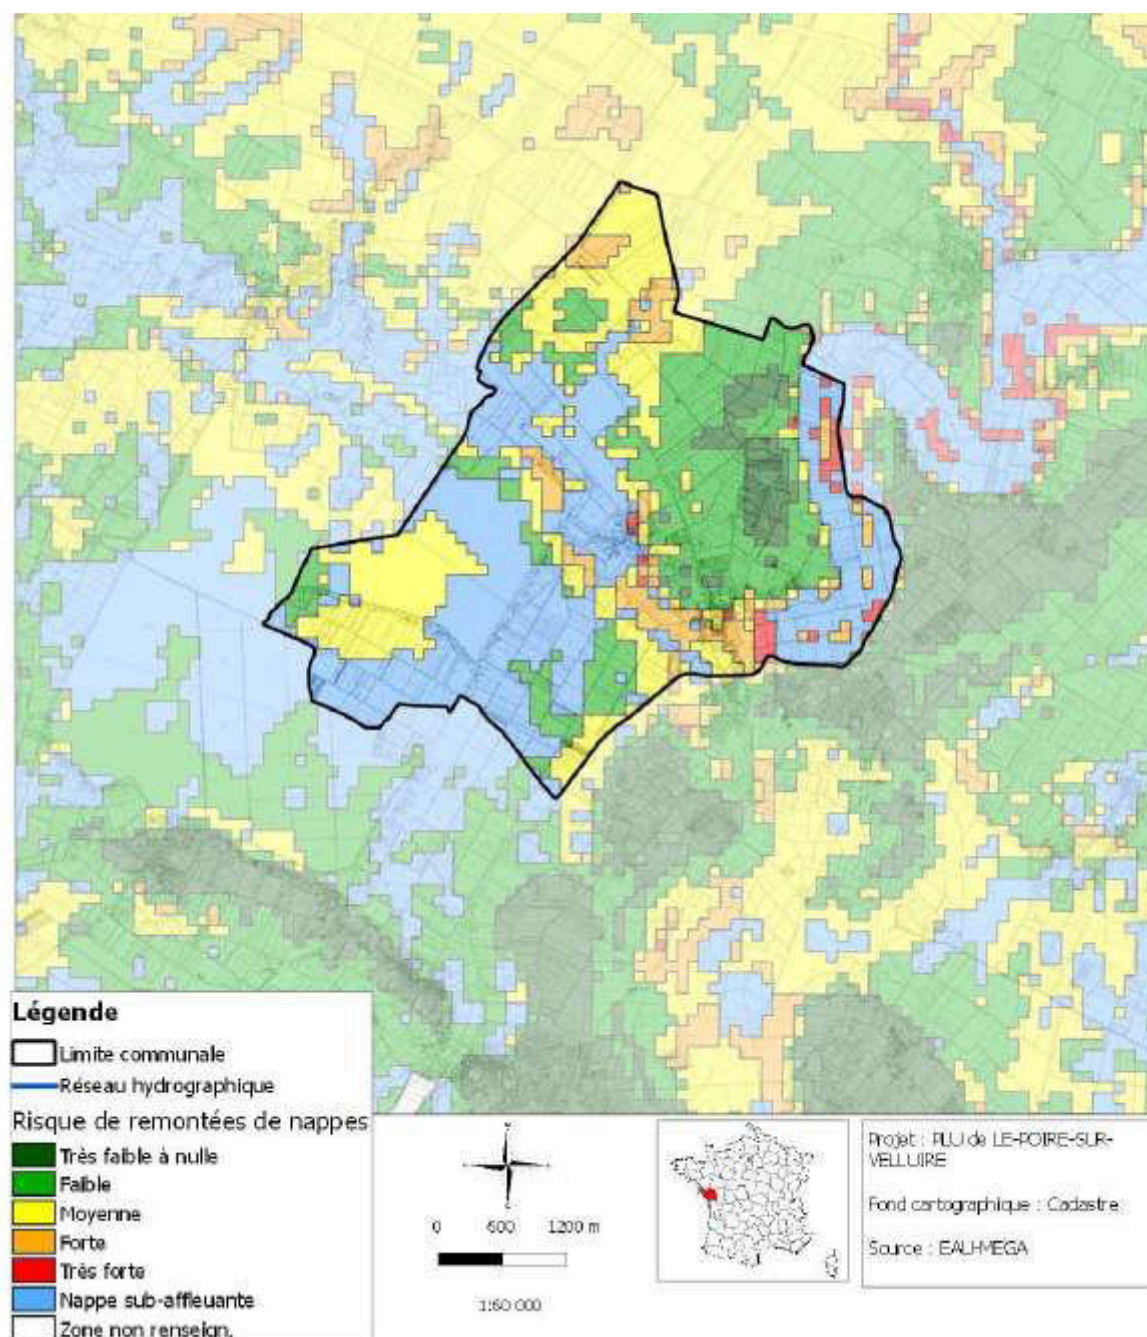 Légende
Limite communale
Réseau hydrographique
Risque de remontées de nappes
Très faible à nulle
Faible
Moyenne
Forte
Très forte
Nappe sub-affleuante
Zone non renseign.
0 600 1200 m
1:60 000
Projet : PLU de LE-POIRE-SUR-
VELLUIRE
Fond cartographique : Cadastre
Source : EAU-MEGA